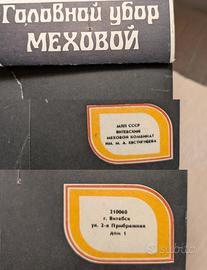 Головной убор
МЕХОВОЙ
МЛП СССР
ВИТЕБСКИЙ
МЕХОВОЙ КОМБИНАТ
ИМ. М. А. ЕВСТИГНЕЕВА
210060
г. Витебск
ул. 2-я Прибрежная
дом 1
subito